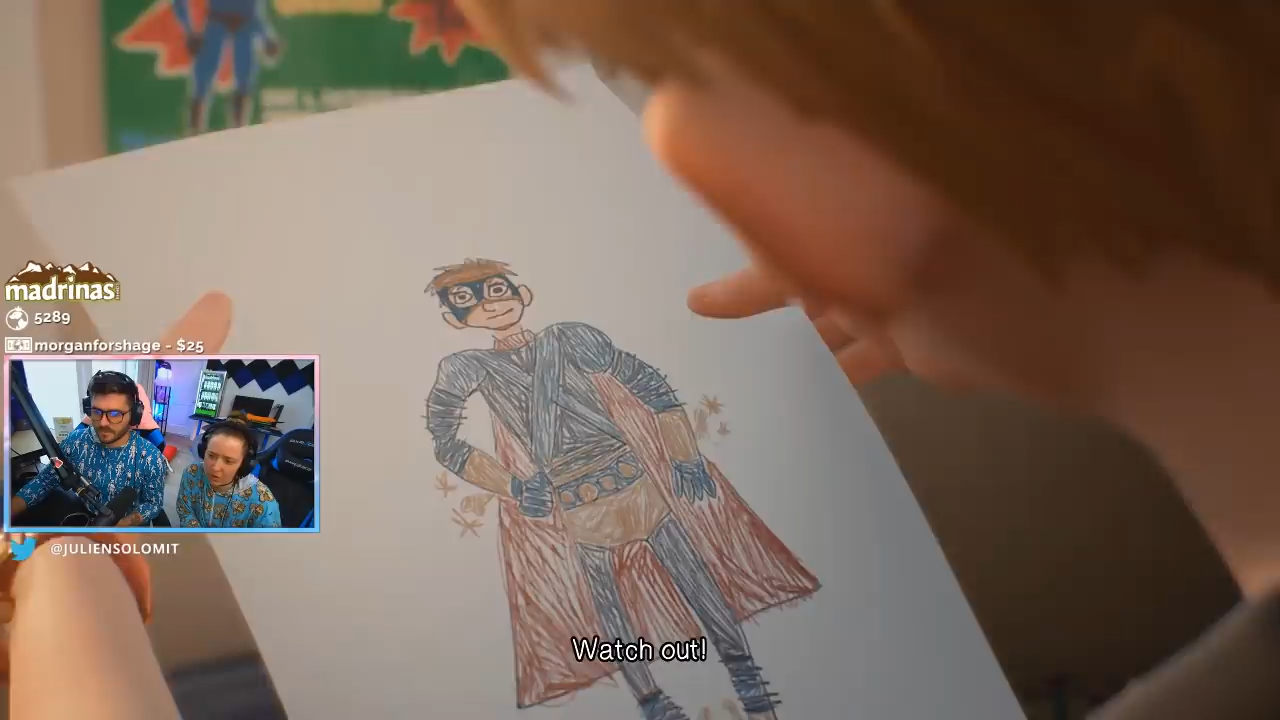 madrinas
5289
morganforshage - $25
@JULIENSOLOMIT
Watch out!